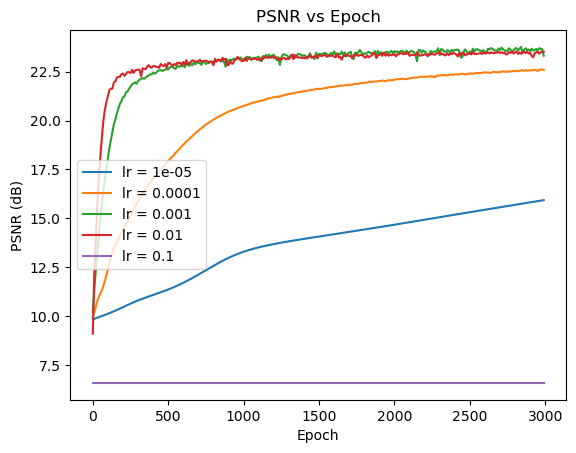 PSNR vs Epoch
PSNR (dB)
22.5
20.0
17.5
15.0
12.5
10.0
7.5
lr = 1e-05
lr = 0.0001
lr = 0.001
lr = 0.01
lr = 0.1
0 500 1000 1500 2000 2500 3000
Epoch